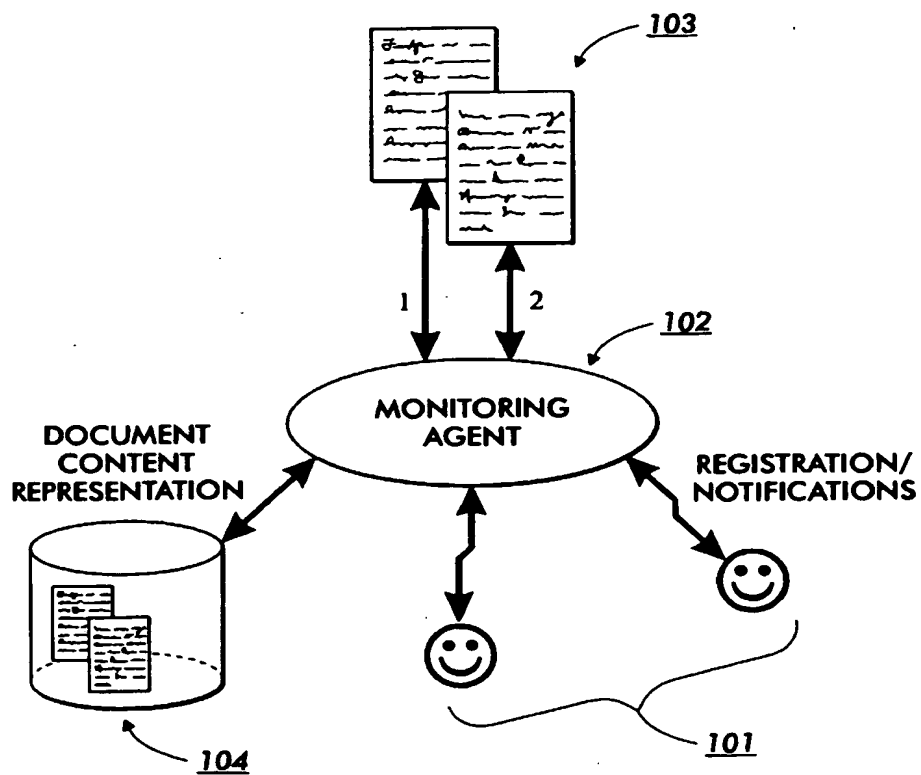 103
1
2
102
MONITORING
AGENT
DOCUMENT
CONTENT
REPRESENTATION
REGISTRATION/
NOTIFICATIONS
104
101